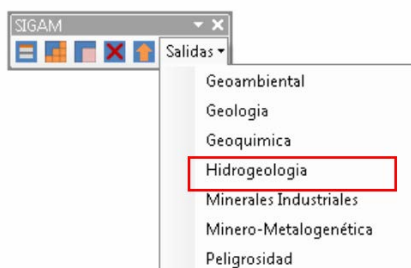 SIGAM
Salidas
Geoambiental
Geologia
Geoquimica
Hidrogeologia
Minerales Industriales
Minero-Metalogenética
Peligrosidad